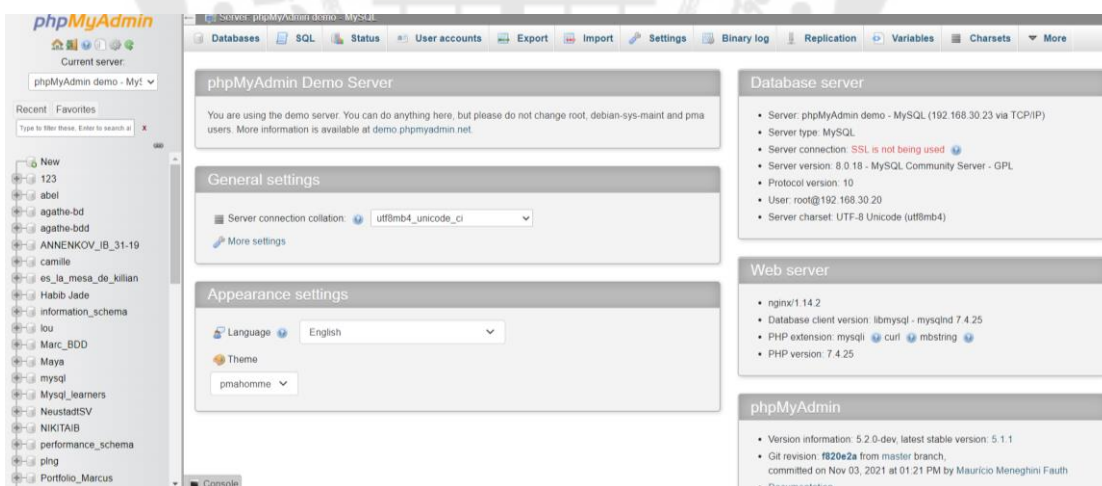 phpMyAdmin
Current server:
phpMyAdmin demo - MyS
Recent Favorites
Type to filter these, Enter to search al X
New
123
abel
agathe-bd
agathe-bdd
ANNENKOV_IB_31-19
camille
es_la_mesa_de_killian
Habib Jade
information_schema
lou
Marc_BDD
Maya
mysql
Mysql_learners
NeustadtSV
NIKITAIB
performance_schema
plng
Portfolio_Marcus
Server: phpMyAdmin demo - MySQL
Databases SQL Status User accounts Export Import Settings Binary log Replication Variables Charsets More
phpMyAdmin Demo Server
You are using the demo server. You can do anything here, but please do not change root, debian-sys-maint and pma
users. More information is available at demo.phpmyadmin.net.
General settings
Server connection collation: utf8mb4_unicode_ci
More settings
Appearance settings
Language English
Theme
pmahomme
Console
Database server
• Server: phpMyAdmin demo - MySQL (192.168.30.23 via TCP/IP)
• Server type: MySQL
• Server connection: SSL is not being used
• Server version: 8.0.18 - MySQL Community Server - GPL
• Protocol version: 10
• User: root@192.168.30.20
• Server charset: UTF-8 Unicode (utf8mb4)
Web server
• nginx/1.14.2
• Database client version: libmysql - mysqlnd 7.4.25
• PHP extension: mysqli curl mbstring
• PHP version: 7.4.25
phpMyAdmin
• Version information: 5.2.0-dev, latest stable version: 5.1.1
• Git revision: f820e2a from master branch,
committed on Nov 03, 2021 at 01:21 PM by Maurício Meneghini Fauth
• Documentation